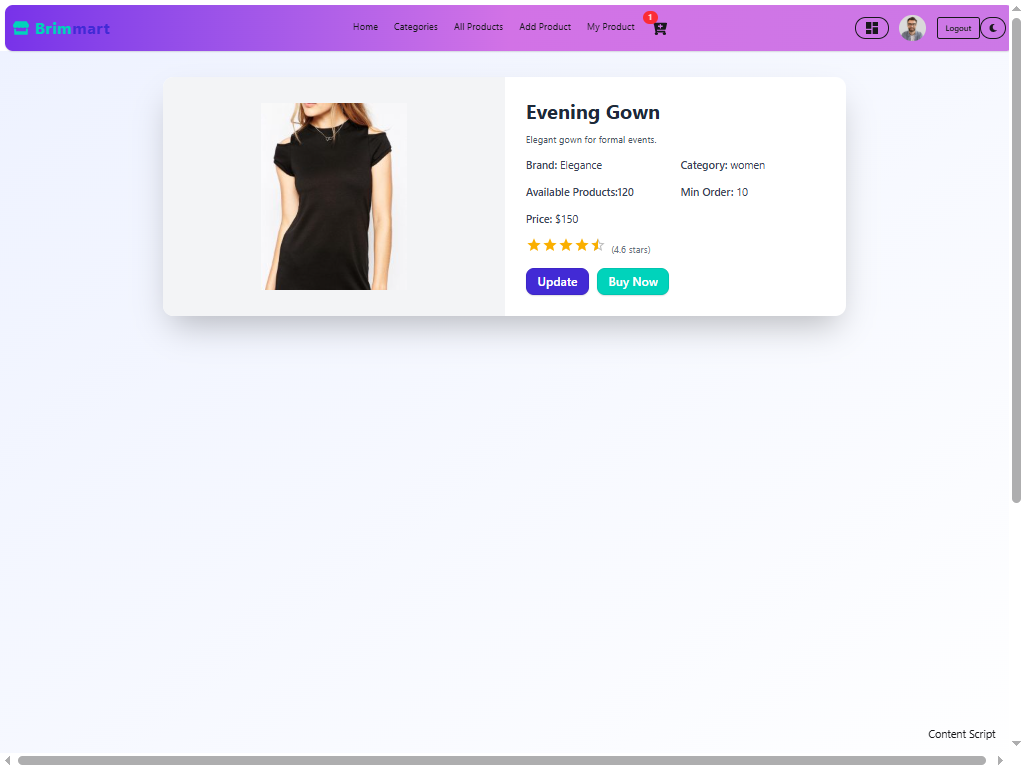 Brimmart Home Categories All Products Add Product My Product 1 Logout
Evening Gown
Elegant gown for formal events.
Brand: Elegance Category: women
Available Products:120 Min Order: 10
Price: $150
(4.6 stars)
Update Buy Now
Content Script